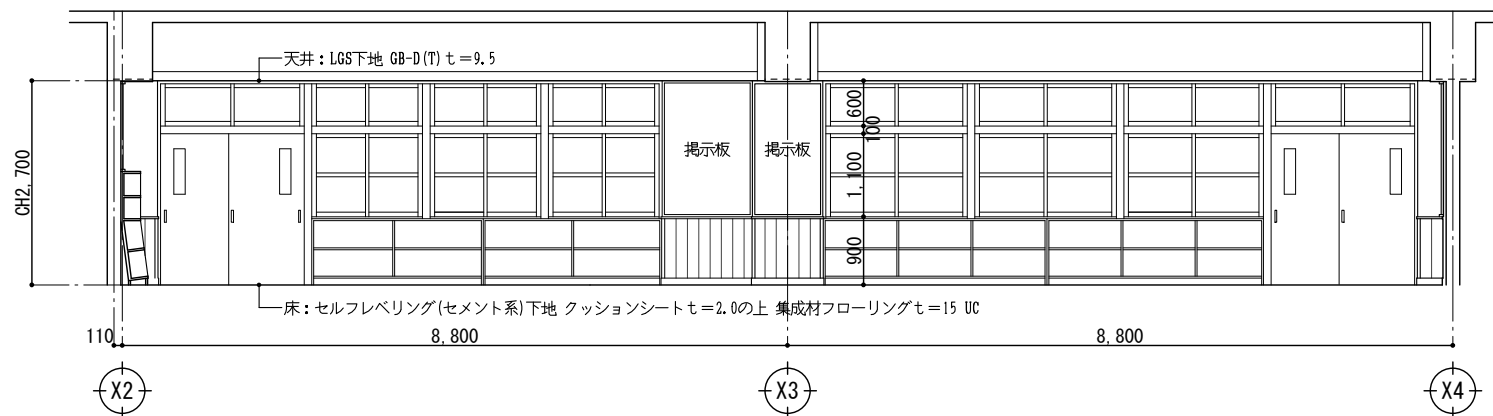 天井：LGS下地 GB-D(T) t＝9.5
CH2,700
掲示板
掲示板
600
100
1,100
900
床：セルフレベリング(セメント系)下地 クッションシートt＝2.0の上 集成材フローリングt＝15 UC
110
8,800
8,800
X2
X3
X4